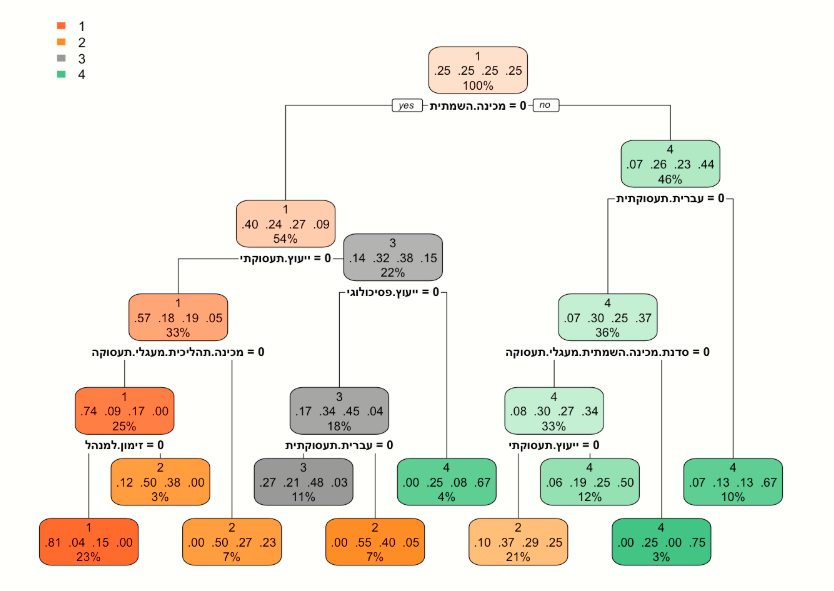 1
2
3
4
1
.25 .25 .25 .25
100%
yes
מכינה.השמתית = 0
no
4
.07 .26 .23 .44
46%
עברית.תעסוקתית = 0
1
.40 .24 .27 .09
54%
ייעוץ.תעסוקתי = 0
3
.14 .32 .38 .15
22%
ייעוץ.פסיכולוגי = 0
1
.57 .18 .19 .05
33%
מכינה.תהליכית.מעגלי.תעסוקה = 0
4
.07 .30 .25 .37
36%
סדנת.מכינה.השמתית.מעגלי.תעסוקה = 0
1
.74 .09 .17 .00
25%
זימון.למנהל = 0
3
.17 .34 .45 .04
18%
עברית.תעסוקתית = 0
4
.08 .30 .27 .34
33%
ייעוץ.תעסוקתי = 0
2
.12 .50 .38 .00
3%
3
.27 .21 .48 .03
11%
4
.00 .25 .08 .67
4%
4
.06 .19 .25 .50
12%
4
.07 .13 .13 .67
10%
1
.81 .04 .15 .00
23%
2
.00 .50 .27 .23
7%
2
.00 .55 .40 .05
7%
2
.10 .37 .29 .25
21%
4
.00 .25 .00 .75
3%